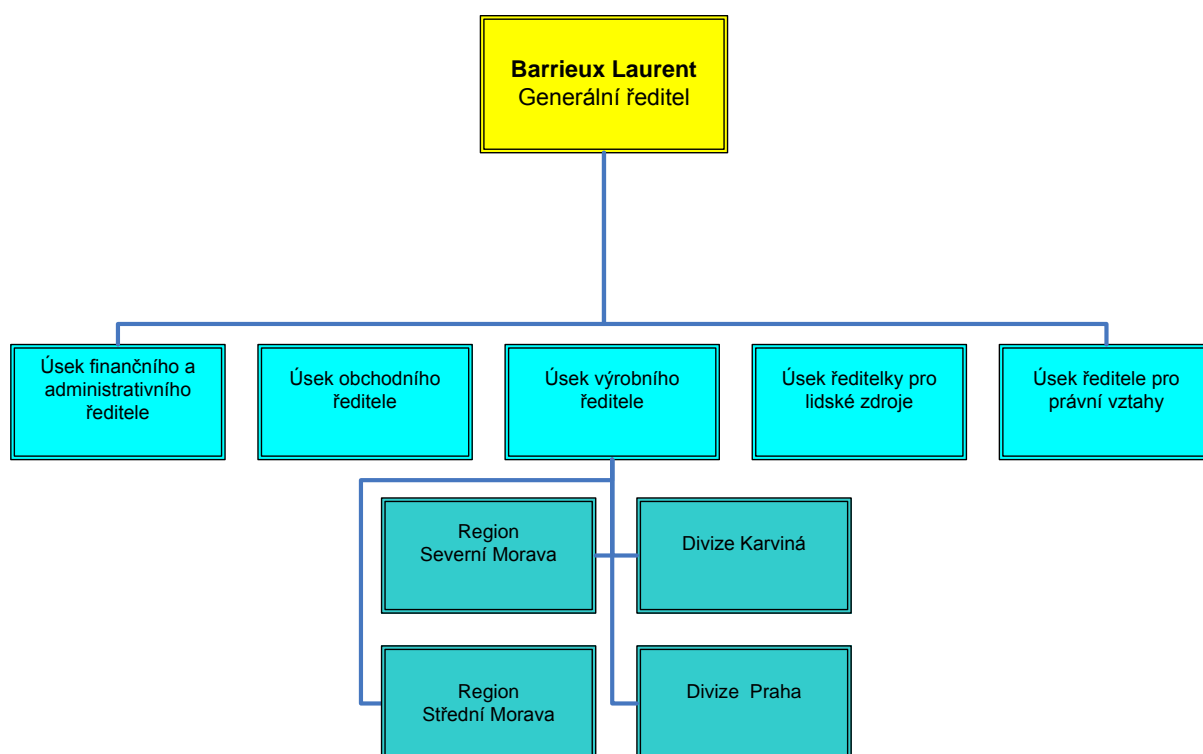 Barrieux Laurent
Generální ředitel
Úsek finančního a
administrativního
ředitele
Úsek obchodního
ředitele
Úsek výrobního
ředitele
Úsek ředitelky pro
lidské zdroje
Úsek ředitele pro
právní vztahy
Region
Severní Morava
Divize Karviná
Region
Střední Morava
Divize Praha